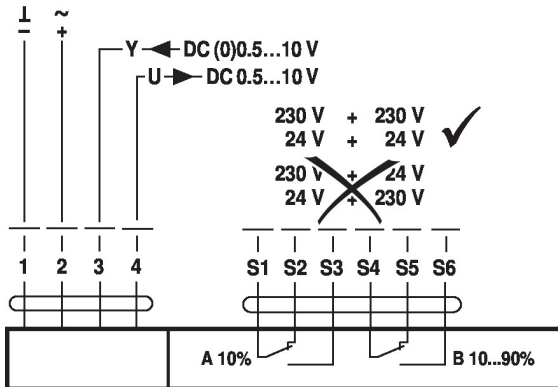 ⊥ ~
− +
Y DC (0)0.5...10 V
U DC 0.5...10 V
230 V + 230 V
24 V + 24 V
230 V + 24 V
24 V + 230 V
1 2 3 4 S1 S2 S3 S4 S5 S6
A 10% B 10...90%